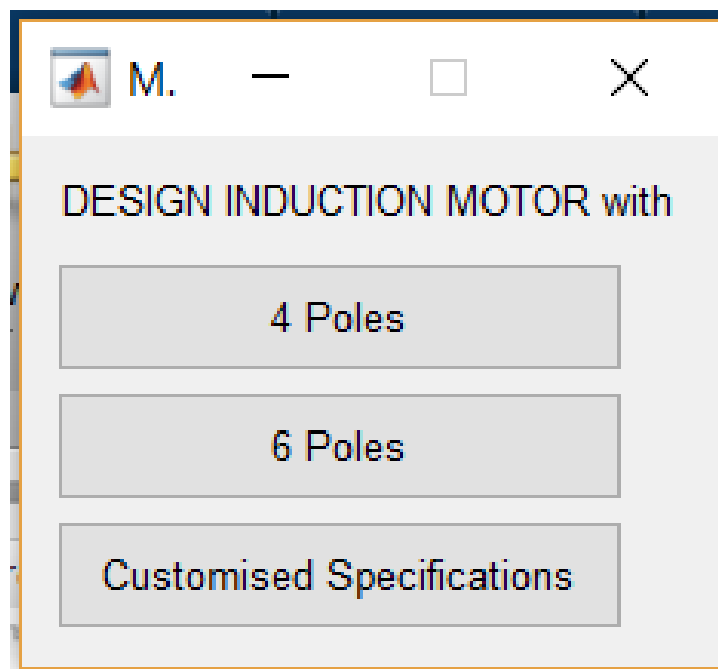 M.
DESIGN INDUCTION MOTOR with
4 Poles
6 Poles
Customised Specifications